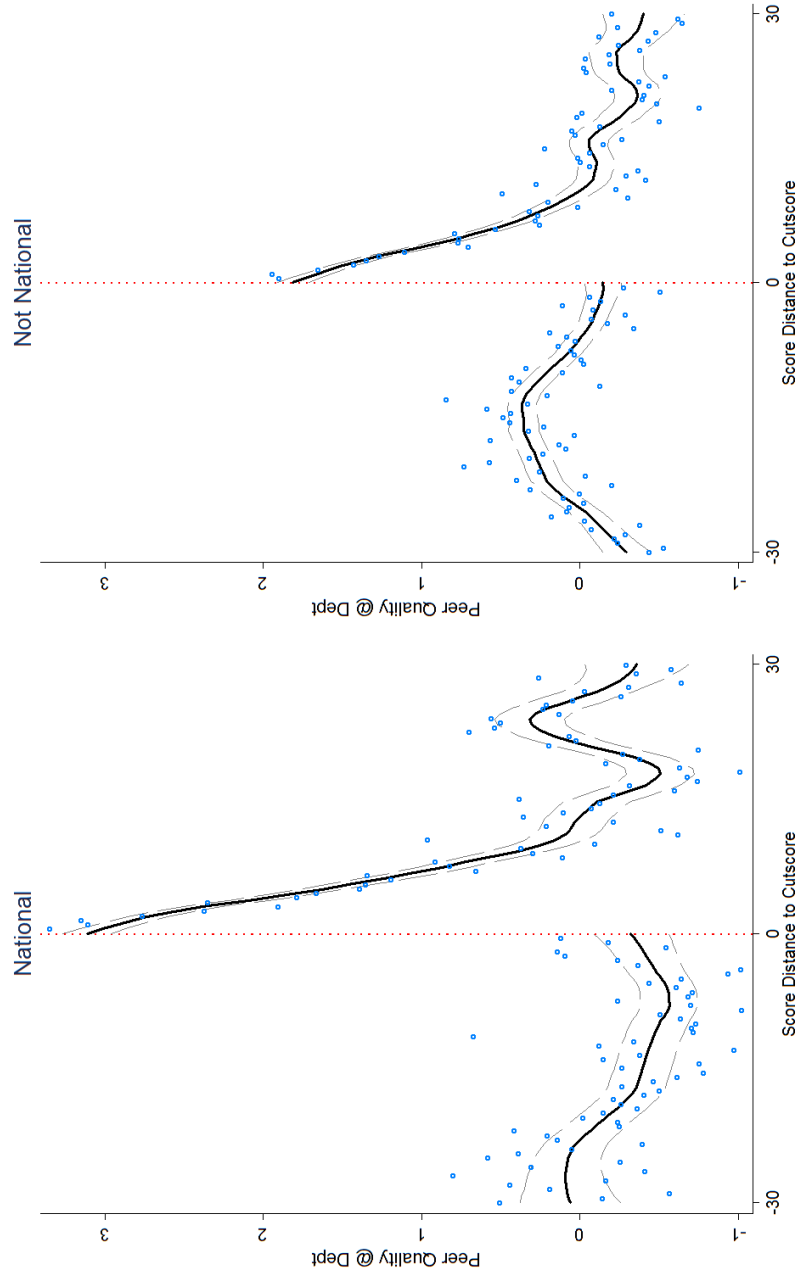 National
Peer Quality @ Dept
3
2
1
0
-1
-30
0
30
Score Distance to Cutscore
Not National
Peer Quality @ Dept
3
2
1
0
-1
-30
0
30
Score Distance to Cutscore